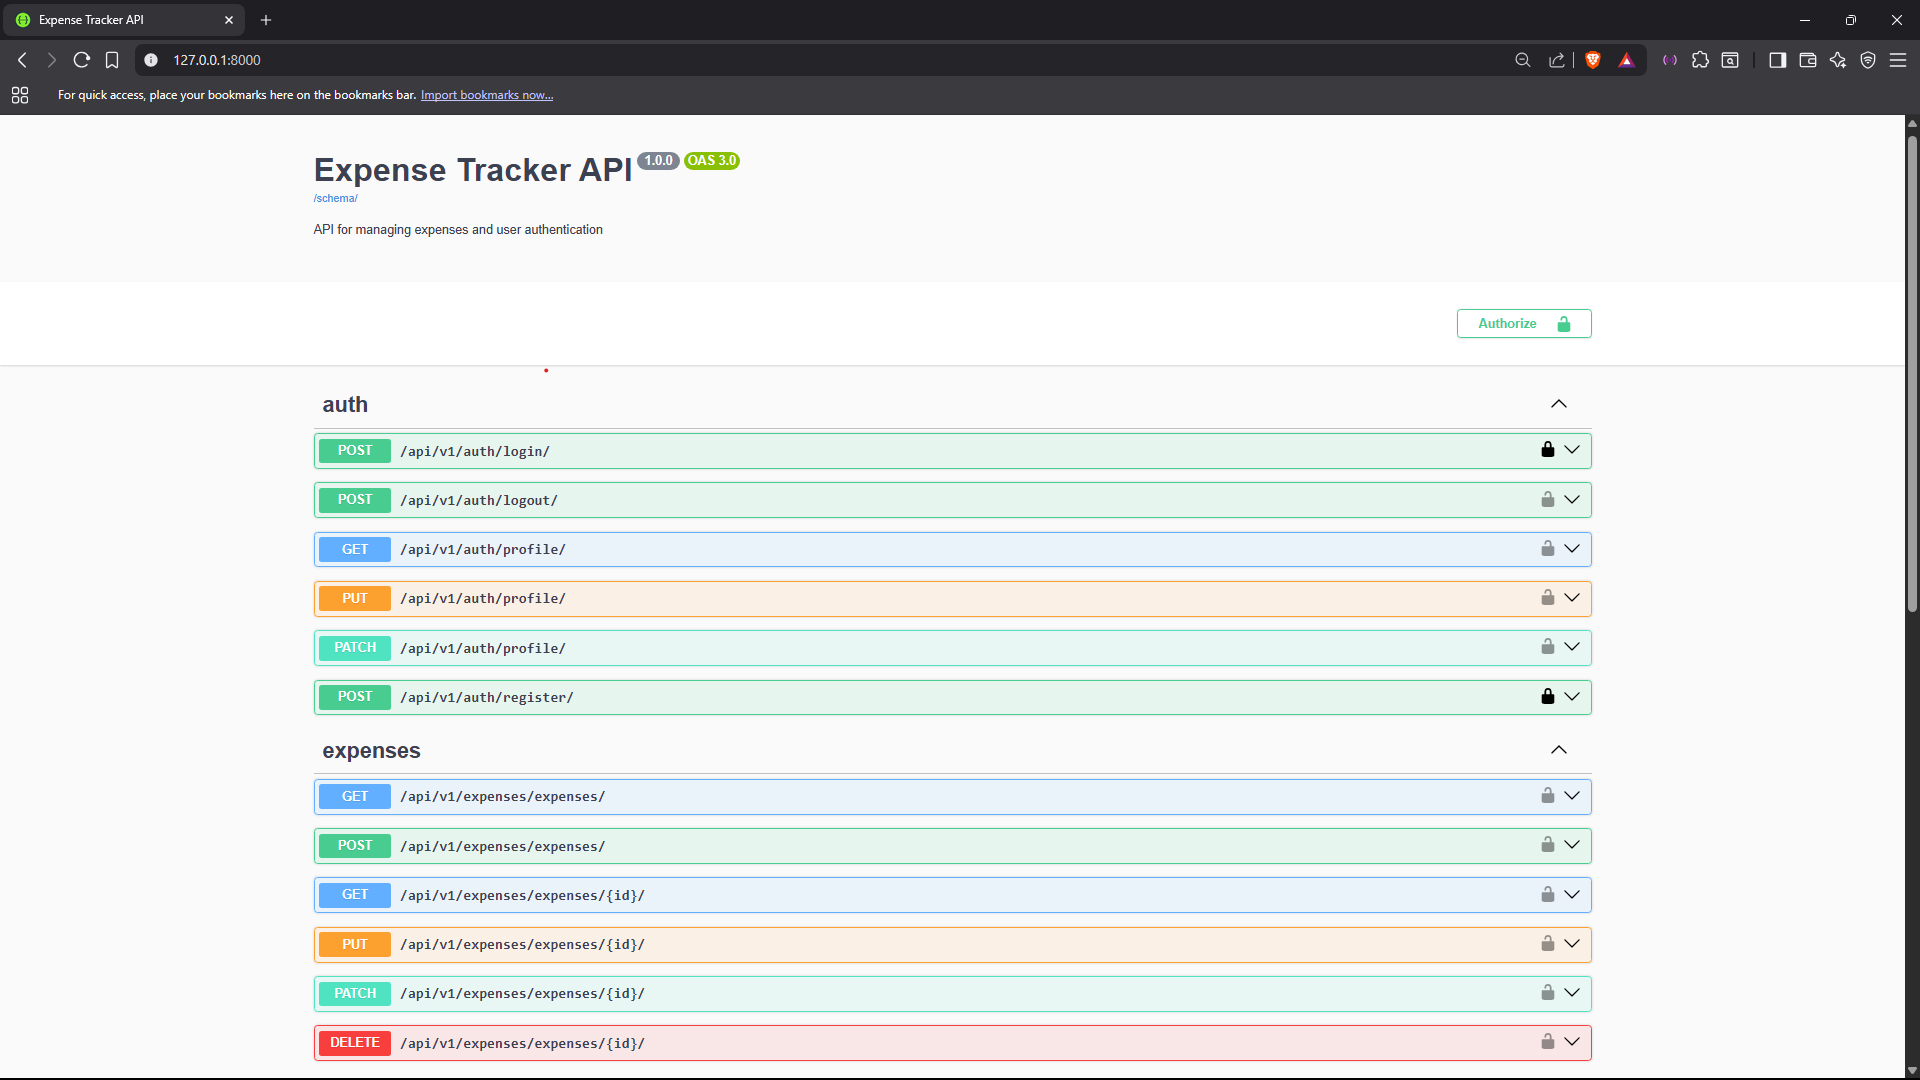 Expense Tracker API
127.0.0.1:8000
For quick access, place your bookmarks here on the bookmarks bar. Import bookmarks now...
Expense Tracker API 1.0.0 OAS 3.0
/schema/
API for managing expenses and user authentication
Authorize
auth
POST /api/v1/auth/login/
POST /api/v1/auth/logout/
GET /api/v1/auth/profile/
PUT /api/v1/auth/profile/
PATCH /api/v1/auth/profile/
POST /api/v1/auth/register/
expenses
GET /api/v1/expenses/expenses/
POST /api/v1/expenses/expenses/
GET /api/v1/expenses/expenses/{id}/
PUT /api/v1/expenses/expenses/{id}/
PATCH /api/v1/expenses/expenses/{id}/
DELETE /api/v1/expenses/expenses/{id}/